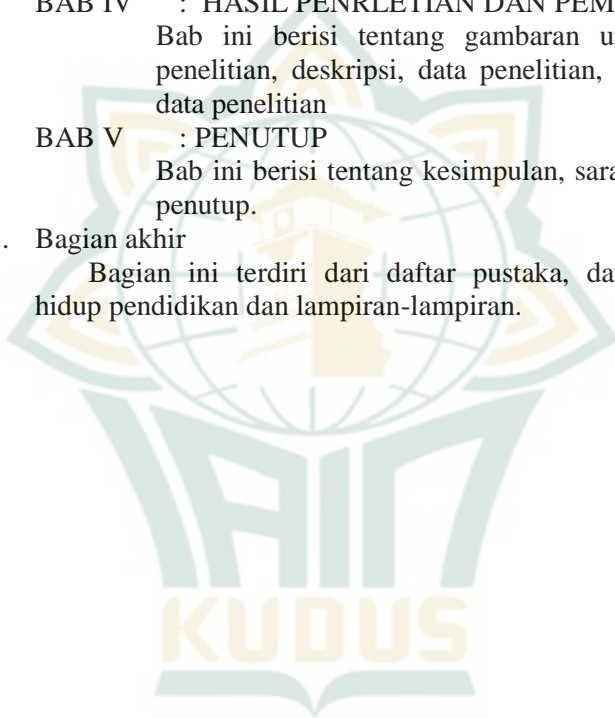 BAB IV : HASIL PENRLETIAN DAN PEM
Bab ini berisi tentang gambaran u
penelitian, deskripsi, data penelitian,
data penelitian
BAB V : PENUTUP
Bab ini berisi tentang kesimpulan, sara
penutup.
. Bagian akhir
Bagian ini terdiri dari daftar pustaka, da
hidup pendidikan dan lampiran-lampiran.
IAIN
KUDUS